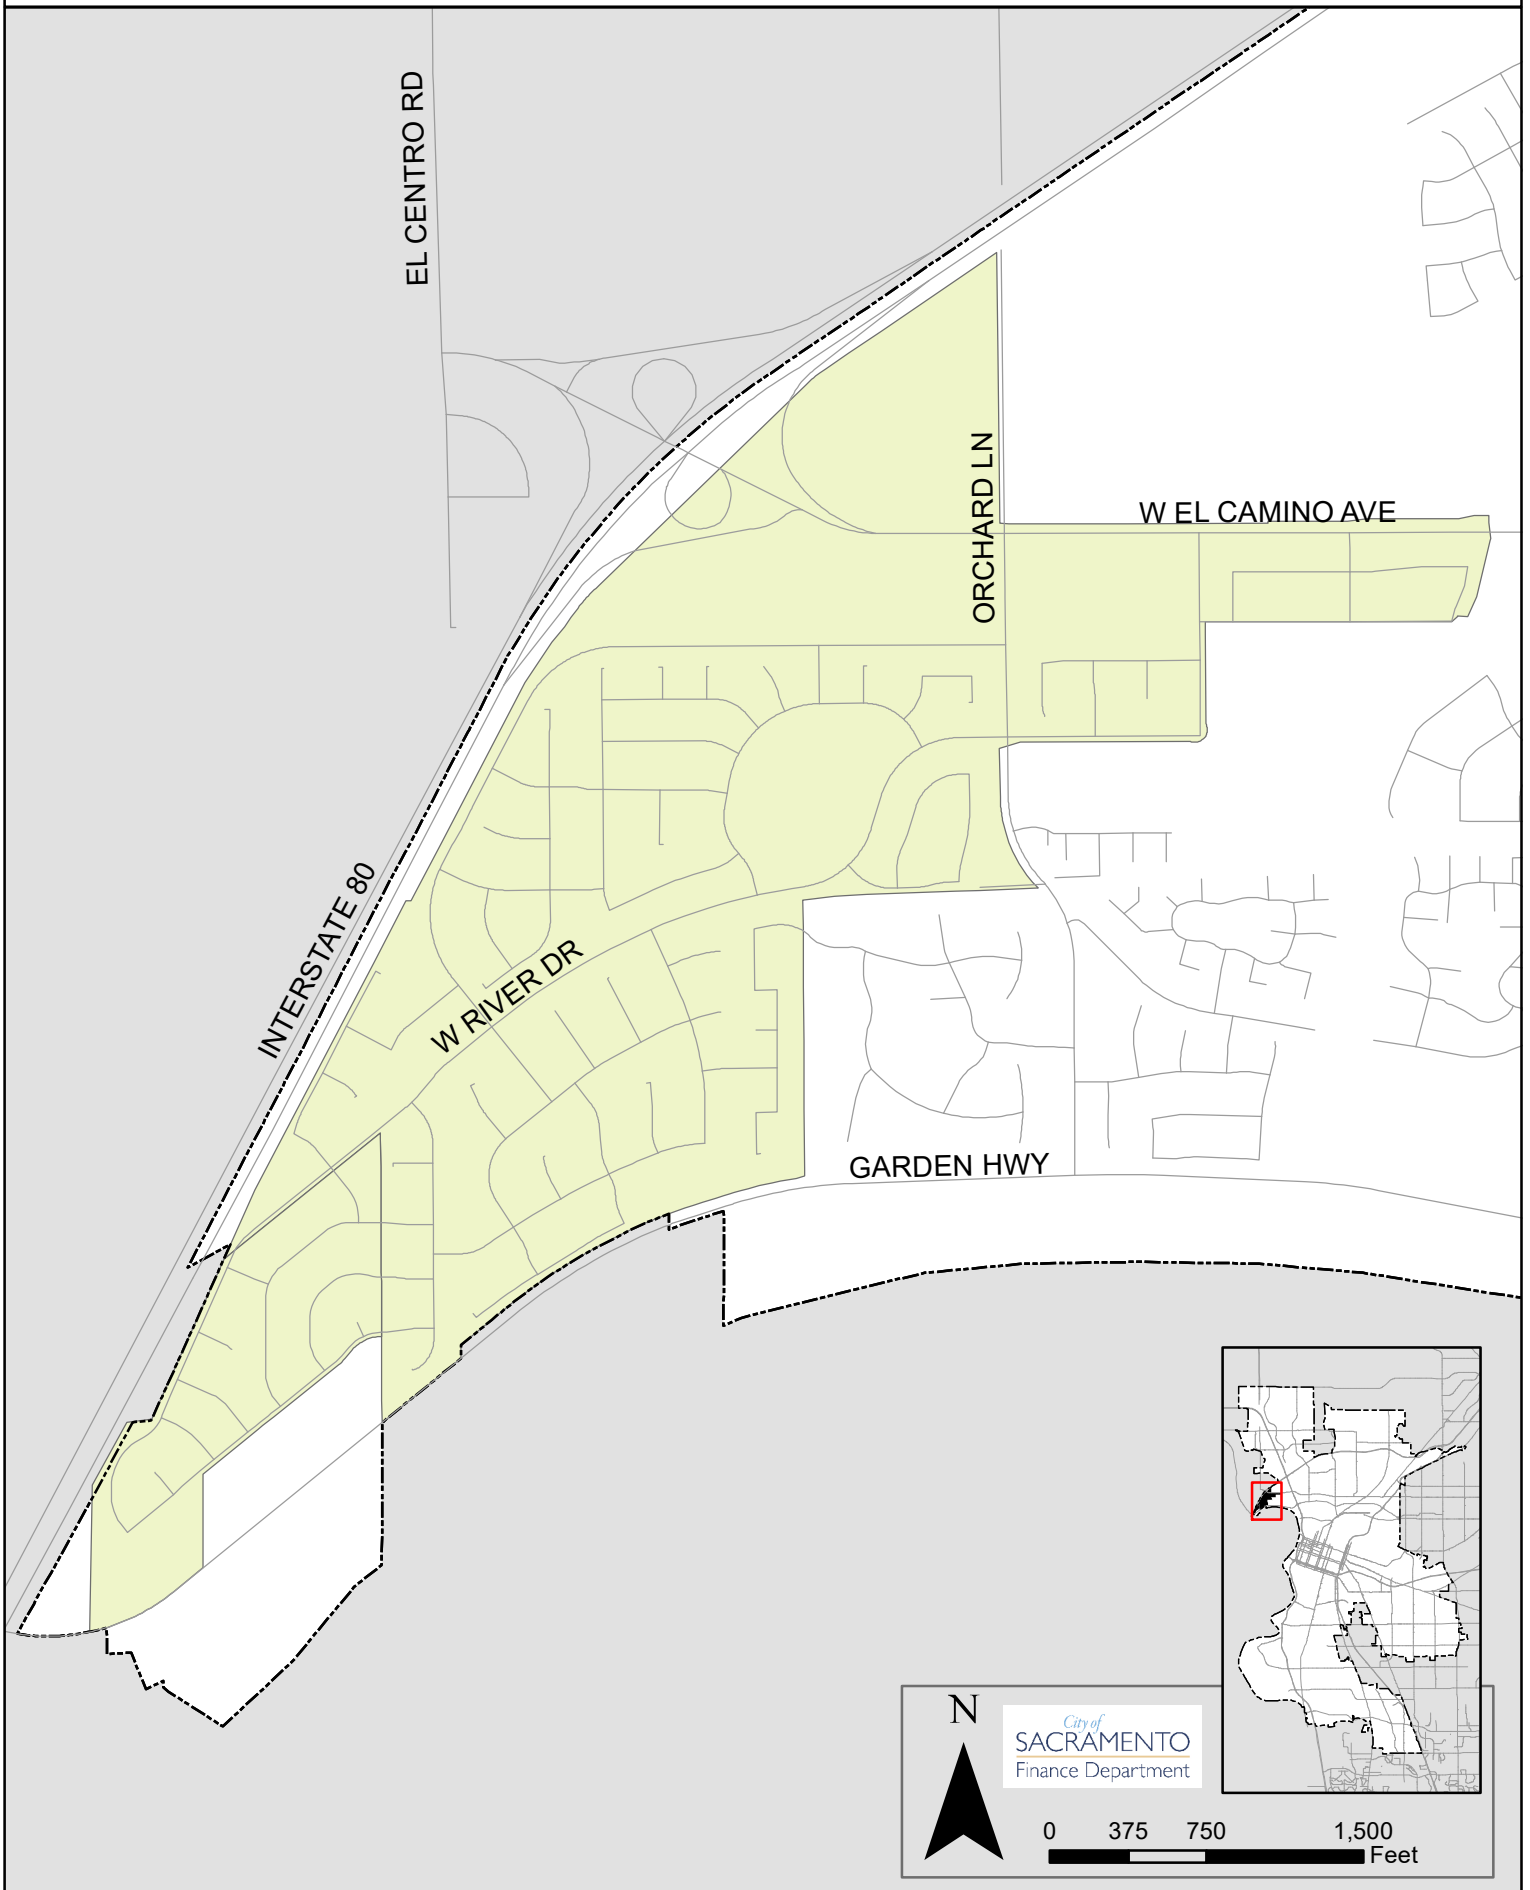 EL CENTRO RD
ORCHARD LN
W EL CAMINO AVE
INTERSTATE 80
W RIVER DR
GARDEN HWY
N
City of
SACRAMENTO
Finance Department
0 375 750 1,500
Feet